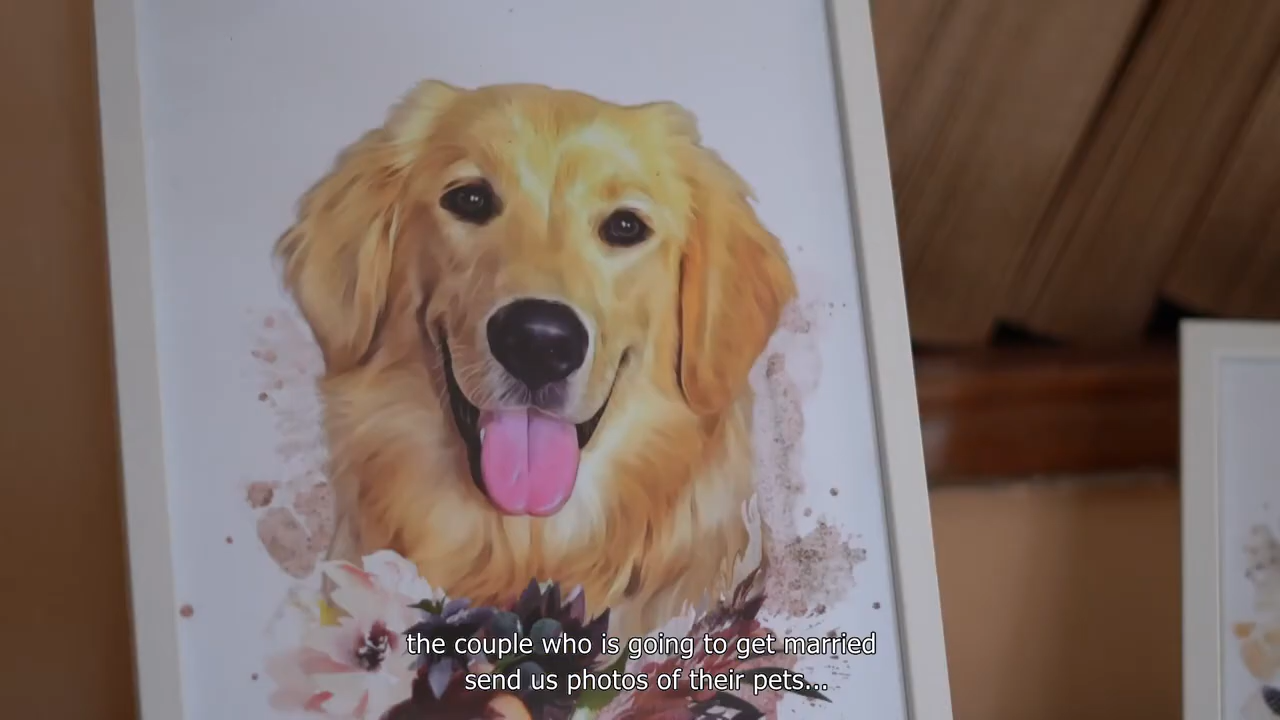 the couple who is going to get married
send us photos of their pets...